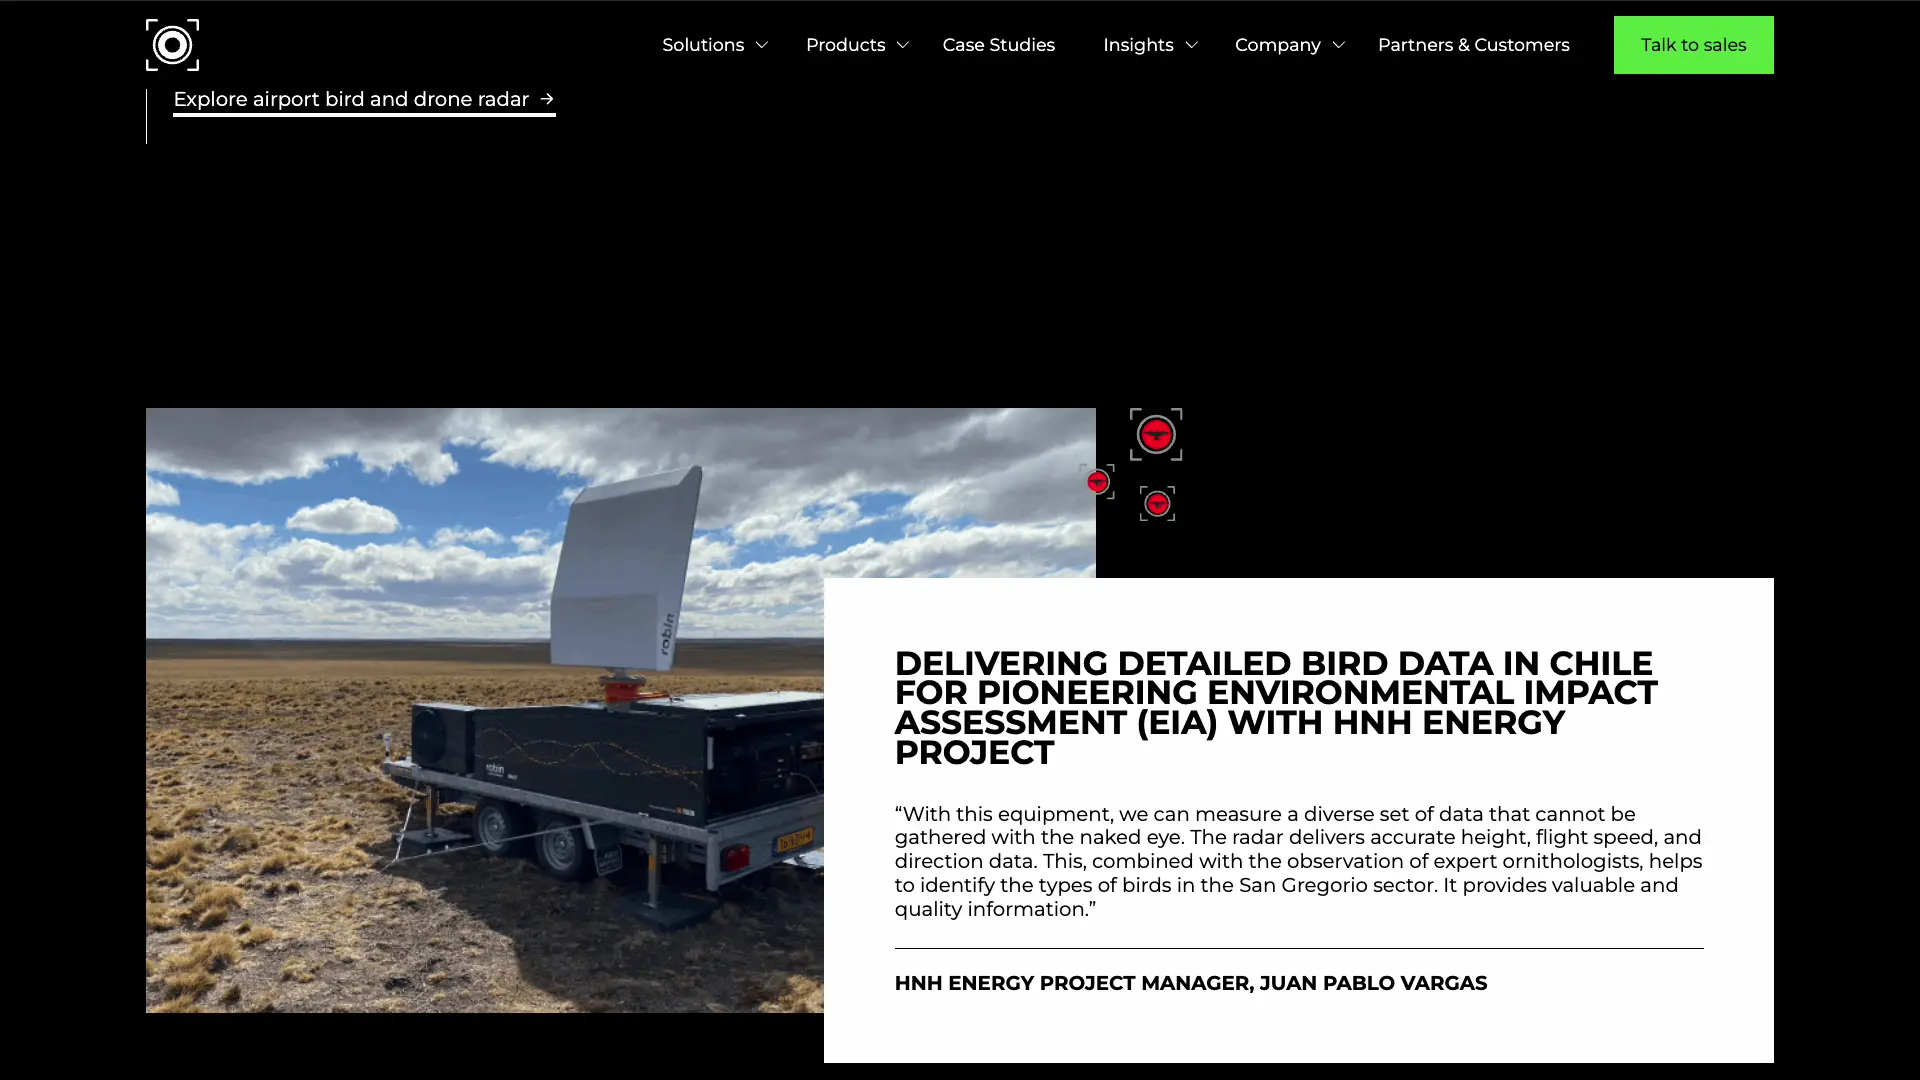 Solutions
Products
Case Studies
Insights
Company
Partners & Customers
Talk to sales
Explore airport bird and drone radar →
robin
robin
DELIVERING DETAILED BIRD DATA IN CHILE
FOR PIONEERING ENVIRONMENTAL IMPACT
ASSESSMENT (EIA) WITH HNH ENERGY
PROJECT
“With this equipment, we can measure a diverse set of data that cannot be
gathered with the naked eye. The radar delivers accurate height, flight speed, and
direction data. This, combined with the observation of expert ornithologists, helps
to identify the types of birds in the San Gregorio sector. It provides valuable and
quality information.”
HNH ENERGY PROJECT MANAGER, JUAN PABLO VARGAS